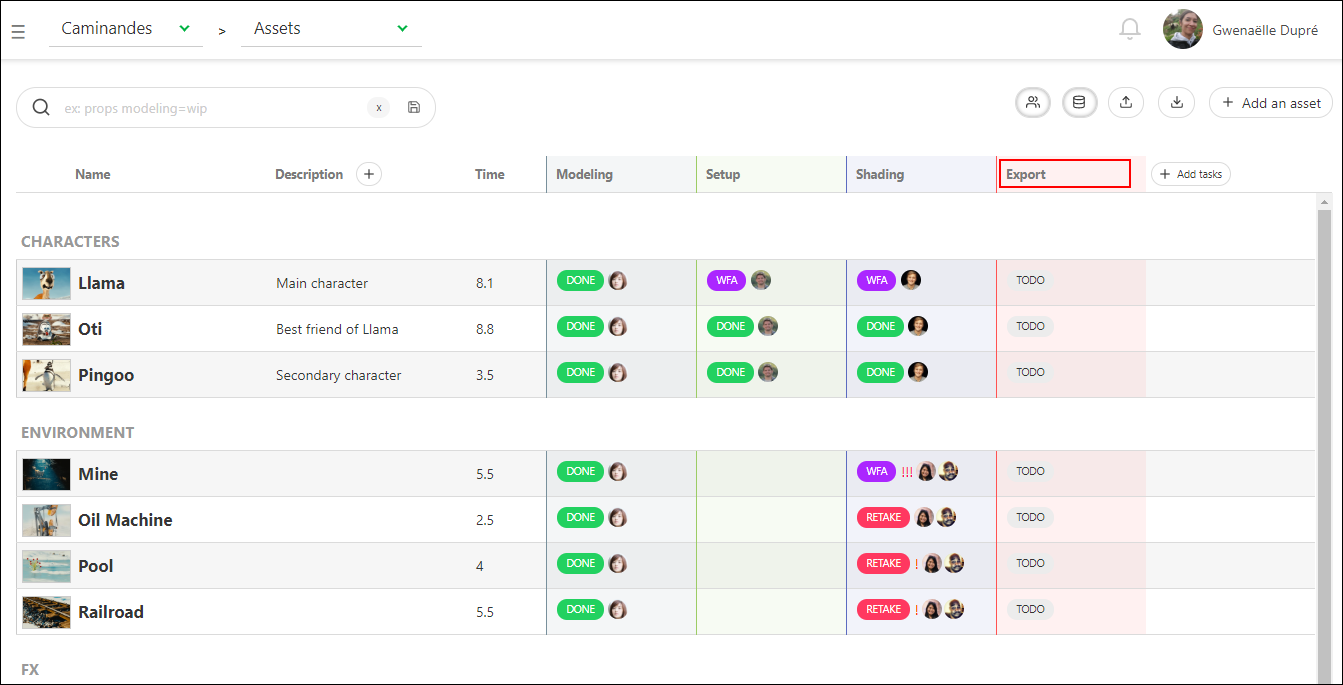 Caminandes > Assets Gwenaëlle Dupré
ex: props modeling=wip x + Add an asset
Name Description + Time Modeling Setup Shading Export + Add tasks
CHARACTERS
Llama Main character 8.1 DONE WFA WFA TODO
Oti Best friend of Llama 8.8 DONE DONE DONE TODO
Pingoo Secondary character 3.5 DONE DONE DONE TODO
ENVIRONMENT
Mine 5.5 DONE WFA !!! TODO
Oil Machine 2.5 DONE RETAKE TODO
Pool 4 DONE RETAKE ! TODO
Railroad 5.5 DONE RETAKE ! TODO
FX